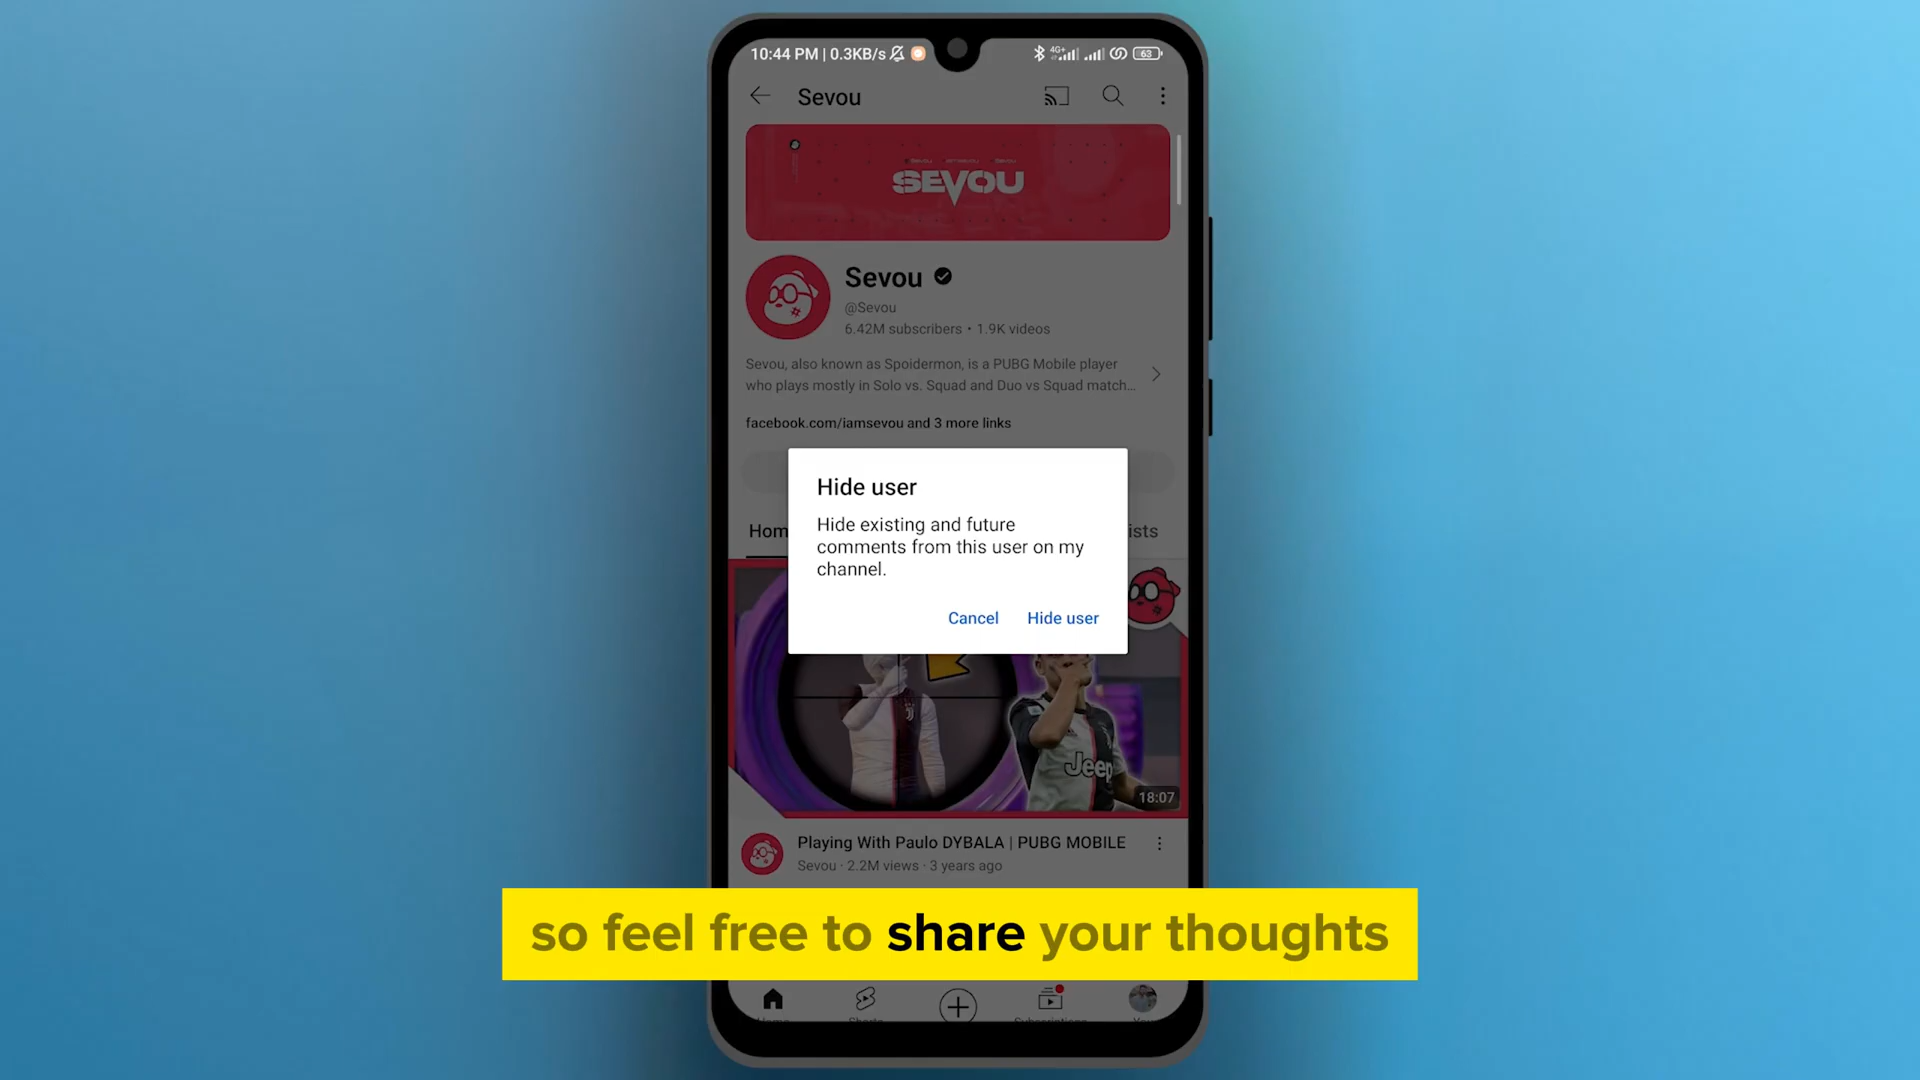 10:44 PM | 0.3KB/s
4G+
63
Sevou
SEVOU
Sevou
@Sevou
6.42M subscribers • 1.9K videos
Sevou, also known as Spoidermon, is a PUBG Mobile player
who plays mostly in Solo vs. Squad and Duo vs Squad match...
facebook.com/iamsevou and 3 more links
Hom
ists
Hide user
Hide existing and future
comments from this user on my
channel.
Cancel
Hide user
Jeep
18:07
Playing With Paulo DYBALA | PUBG MOBILE
Sevou · 2.2M views · 3 years ago
so feel free to share your thoughts